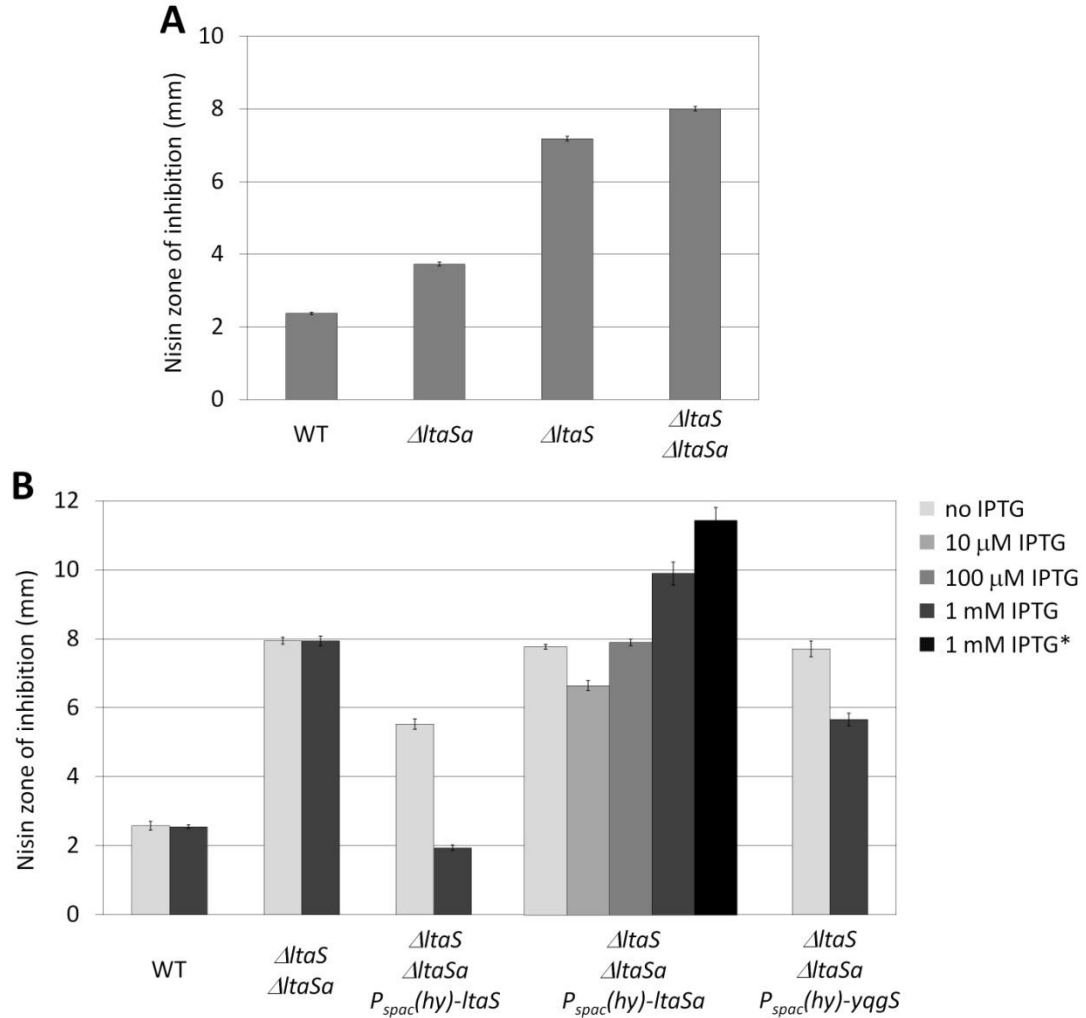 A
Nisin zone of inhibition (mm)
10
8
6
4
2
0
WT
ΔltaSa
ΔltaS
ΔltaS
ΔltaSa
B
Nisin zone of inhibition (mm)
12
10
8
6
4
2
0
no IPTG
10 μM IPTG
100 μM IPTG
1 mM IPTG
1 mM IPTG*
WT
ΔltaS
ΔltaSa
ΔltaS
ΔltaSa
Pspac(hy)-ltaS
ΔltaS
ΔltaSa
Pspac(hy)-ltaSa
ΔltaS
ΔltaSa
Pspac(hy)-yqgS